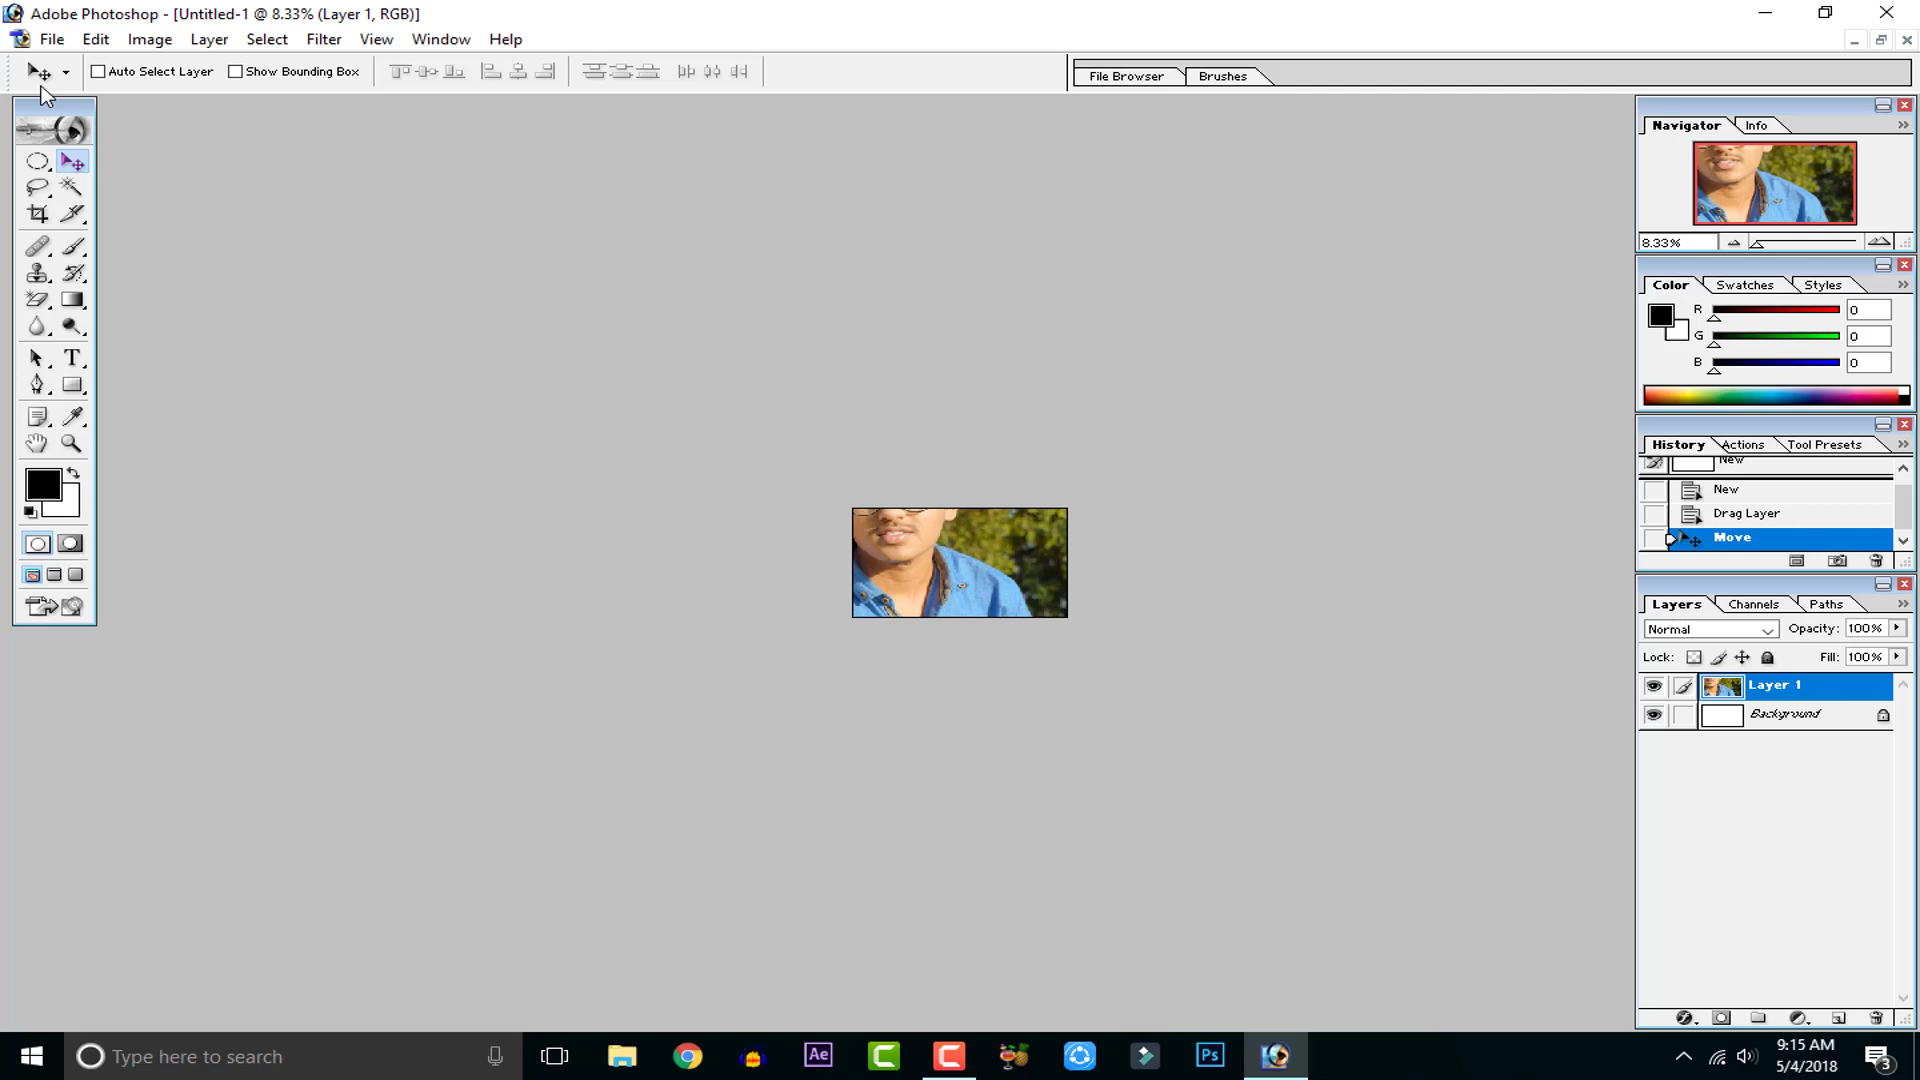 Adobe Photoshop - [Untitled-1 @ 8.33% (Layer 1, RGB)]
File Edit Image Layer Select Filter View Window Help
Auto Select Layer Show Bounding Box File Browser Brushes
Navigator Info
8.33%
Color Swatches Styles
R 0
G 0
B 0
History Actions Tool Presets
New
New
Drag Layer
Move
Layers Channels Paths
Normal Opacity: 100%
Lock: Fill: 100%
Layer 1
Background
T
Type here to search
Ae
Ps
9:15 AM
5/4/2018
3